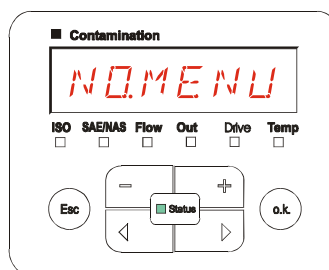 Contamination
NO.MENU
ISO SAE/NAS Flow Out Drive Temp
− +
Esc Status o.k.